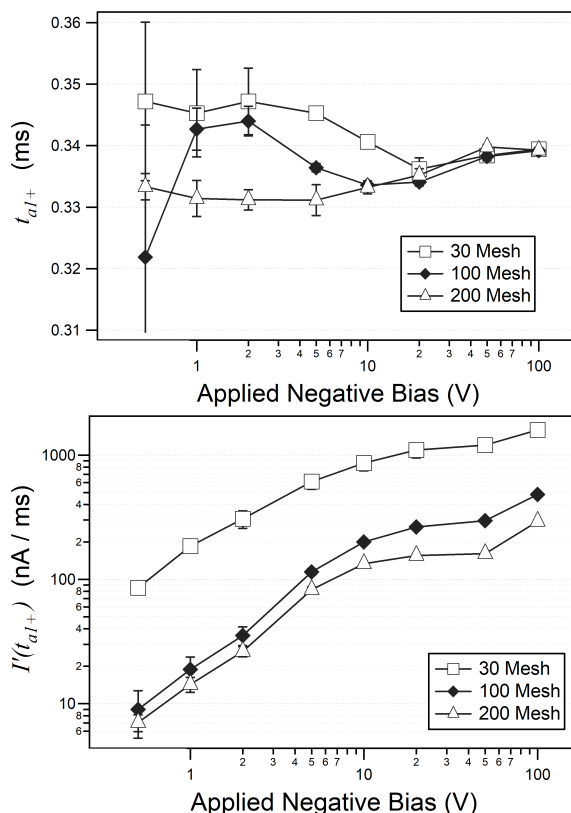 0.36
0.35
0.34
0.33
0.32
0.31
t_{a1+} (ms)
30 Mesh
100 Mesh
200 Mesh
1 2 3 4 5 6 7 10 2 3 4 5 6 7 100
Applied Negative Bias (V)
1000
8
6
4
2
100
8
6
4
2
10
8
6
I'(t_{a1+}) (nA / ms)
30 Mesh
100 Mesh
200 Mesh
1 2 3 4 5 6 7 10 2 3 4 5 6 7 100
Applied Negative Bias (V)